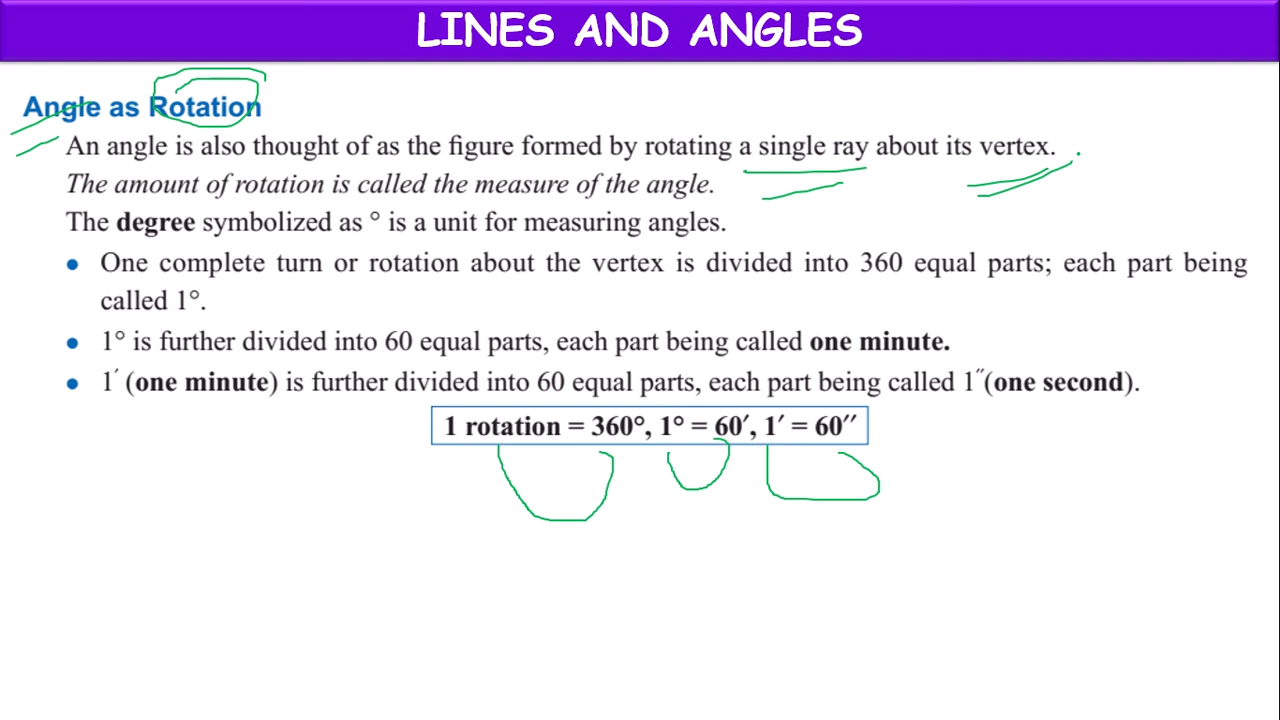 LINES AND ANGLES
Angle as Rotation
An angle is also thought of as the figure formed by rotating a single ray about its vertex.
The amount of rotation is called the measure of the angle.
The degree symbolized as ° is a unit for measuring angles.
• One complete turn or rotation about the vertex is divided into 360 equal parts; each part being
called 1°.
• 1° is further divided into 60 equal parts, each part being called one minute.
• 1′ (one minute) is further divided into 60 equal parts, each part being called 1″(one second).
1 rotation = 360°, 1° = 60′, 1′ = 60′′